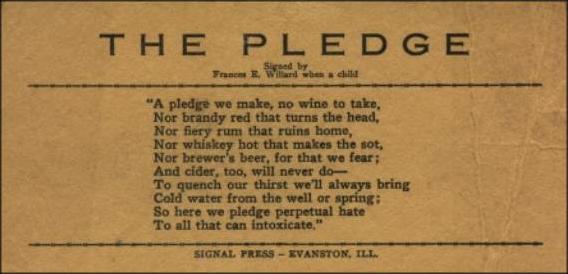 THE PLEDGE
Signed by
Frances E. Willard when a child
"A pledge we make, no wine to take,
Nor brandy red that turns the head,
Nor fiery rum that ruins home,
Nor whiskey hot that makes the sot,
Nor brewer's beer, for that we fear;
And cider, too, will never do—
To quench our thirst we'll always bring
Cold water from the well or spring;
So here we pledge perpetual hate
To all that can intoxicate."
SIGNAL PRESS – EVANSTON, ILL.